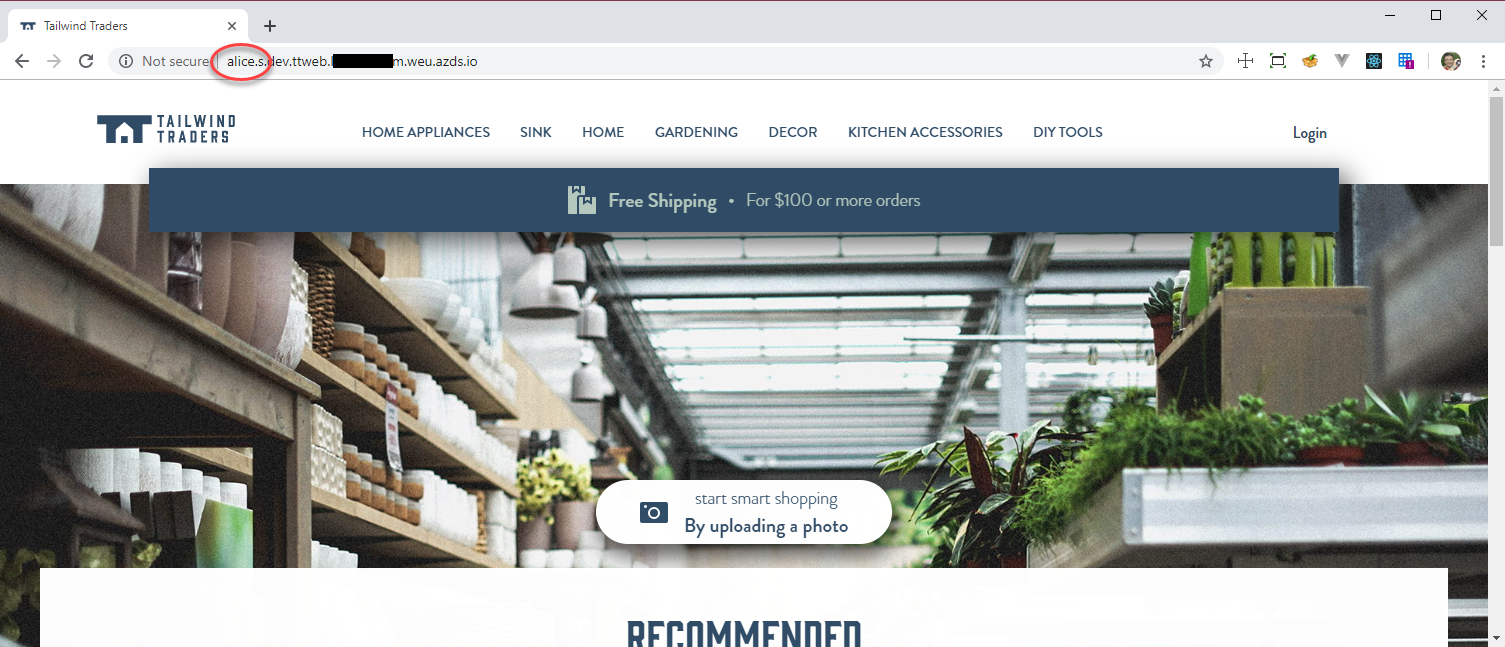 Tailwind Traders
Not secure alice.s.dev.ttweb. m.weu.azds.io
TAILWIND
TRADERS
HOME APPLIANCES SINK HOME GARDENING DECOR KITCHEN ACCESSORIES DIY TOOLS Login
Free Shipping • For $100 or more orders
start smart shopping
By uploading a photo
RECOMMENDED